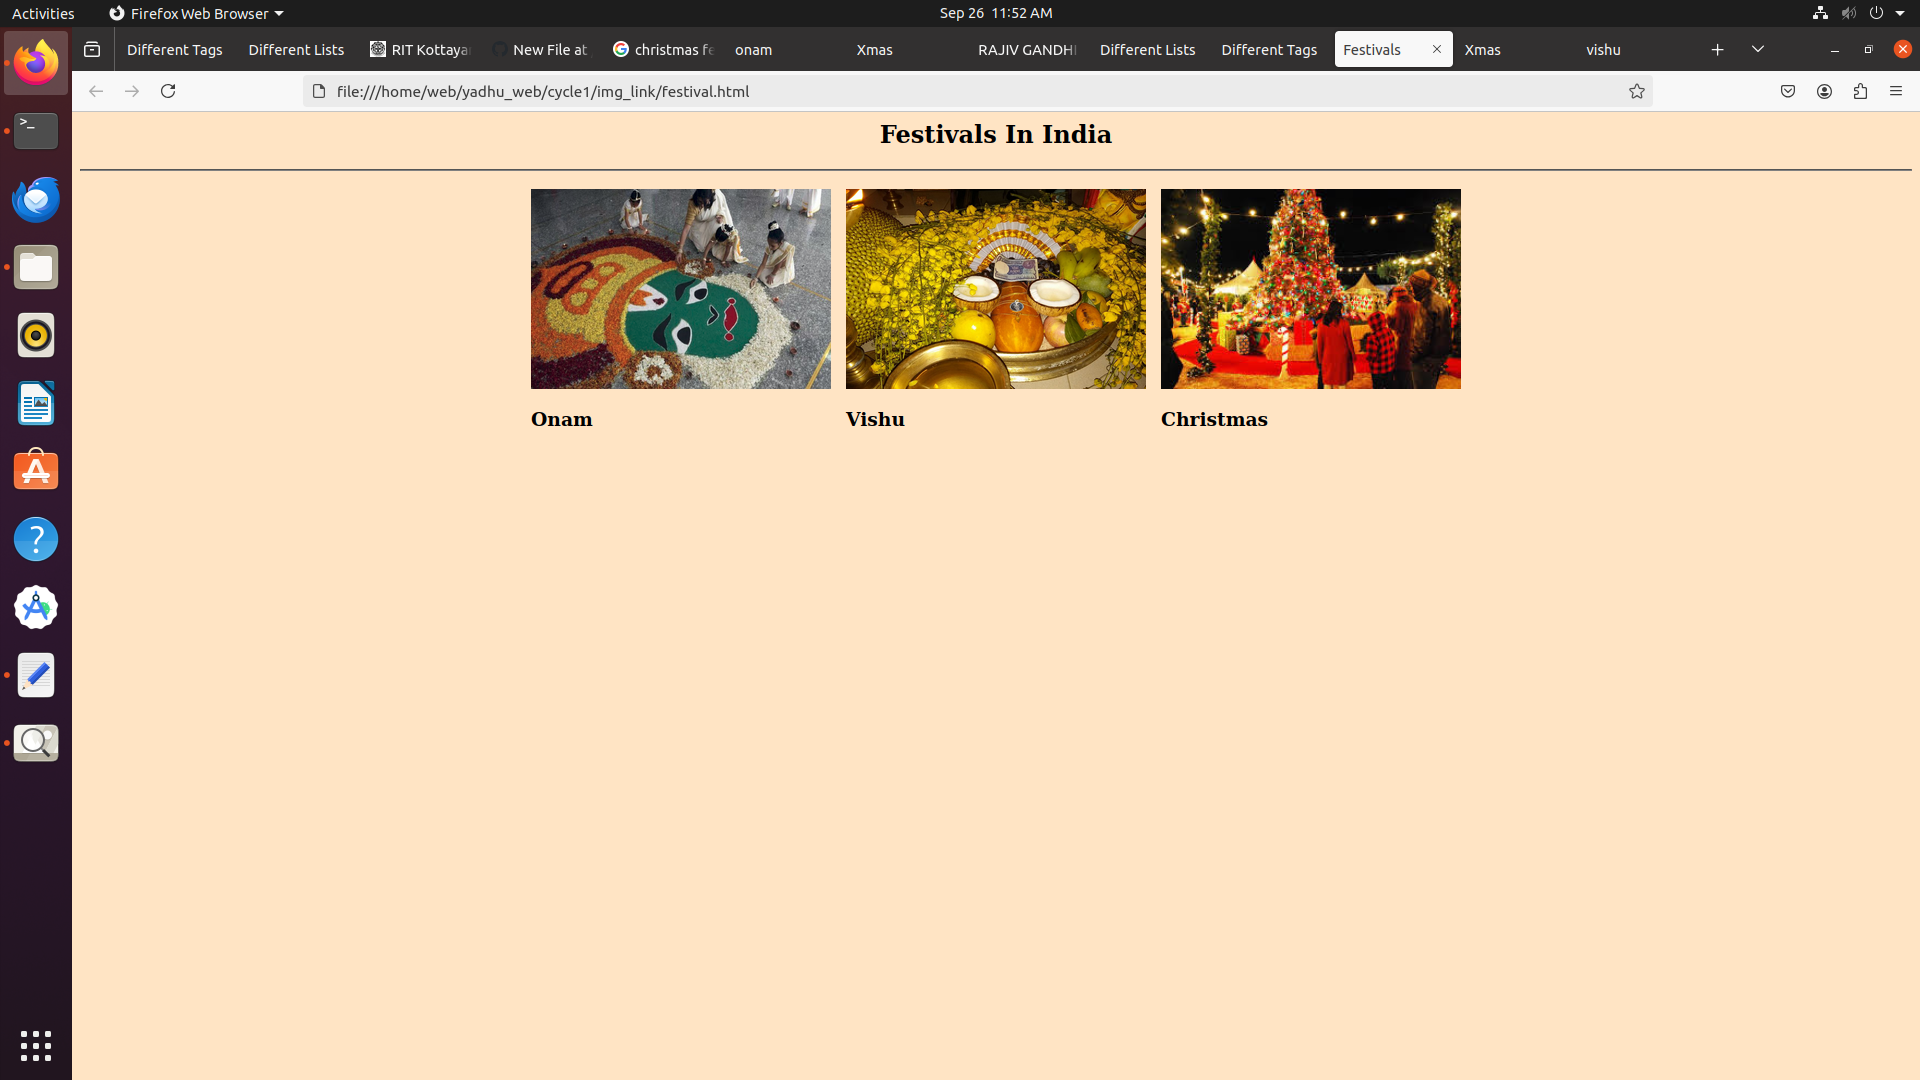 Activities Firefox Web Browser Sep 26 11:52 AM
Different Tags Different Lists RIT Kottaya New File at christmas fe onam Xmas RAJIV GANDHI Different Lists Different Tags Festivals Xmas vishu
file:///home/web/yadhu_web/cycle1/img_link/festival.html
Festivals In India
Onam Vishu Christmas